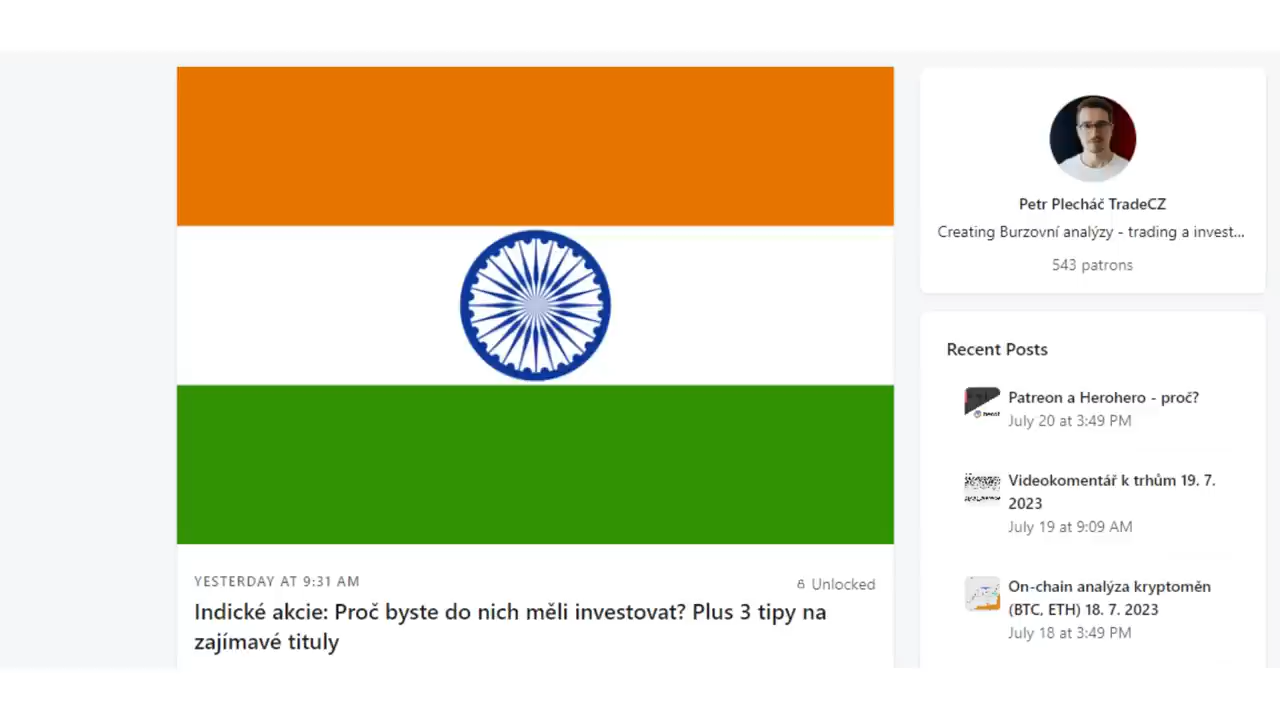 YESTERDAY AT 9:31 AM
Unlocked
Indické akcie: Proč byste do nich měli investovat? Plus 3 tipy na
zajímavé tituly
Petr Plecháč TradeCZ
Creating Burzovní analýzy - trading a invest...
543 patrons
Recent Posts
Patreon a Herohero - proč?
July 20 at 3:49 PM
Videokomentář k trhům 19. 7.
2023
July 19 at 9:09 AM
On-chain analýza kryptoměn
(BTC, ETH) 18. 7. 2023
July 18 at 3:49 PM